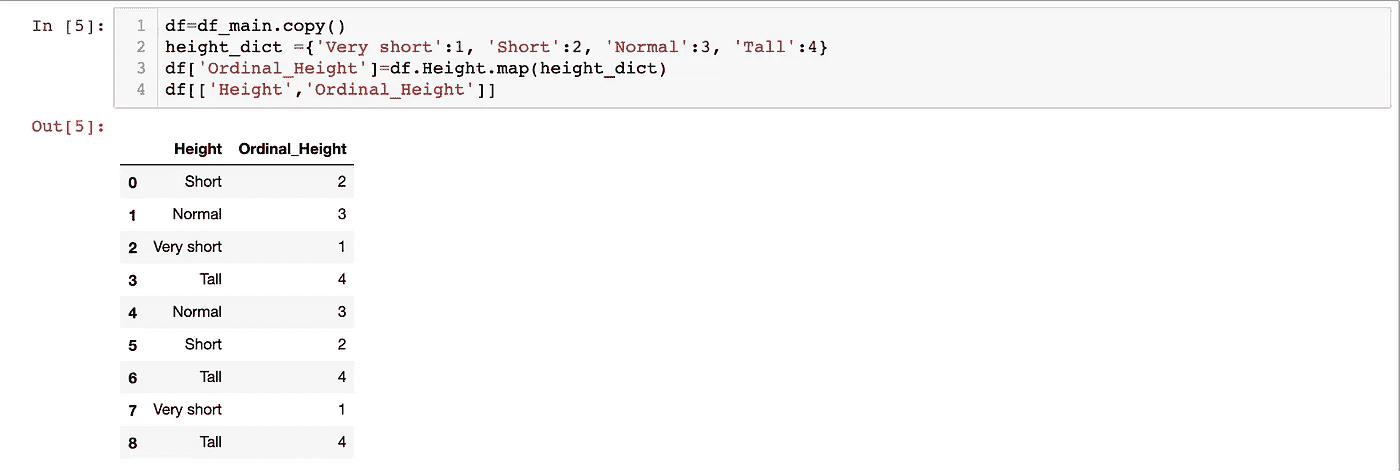 In [5]:
1 df=df_main.copy()
2 height_dict ={'Very short':1, 'Short':2, 'Normal':3, 'Tall':4}
3 df['Ordinal_Height']=df.Height.map(height_dict)
4 df[['Height','Ordinal_Height']]
Out[5]:
Height Ordinal_Height
0 Short 2
1 Normal 3
2 Very short 1
3 Tall 4
4 Normal 3
5 Short 2
6 Tall 4
7 Very short 1
8 Tall 4